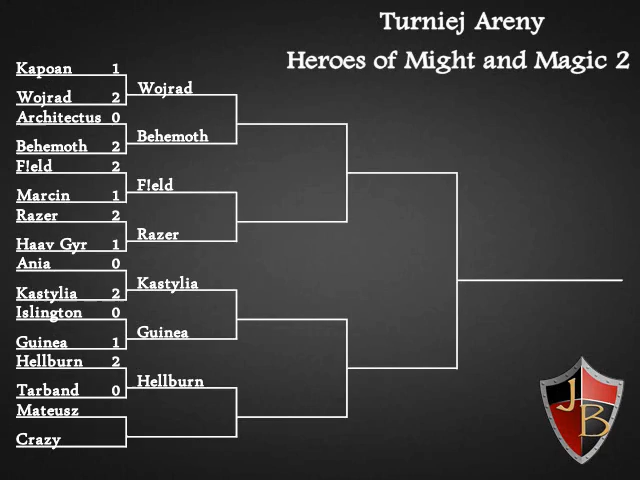 Turniej Areny
Heroes of Might and Magic 2
Kapoan 1
Wojrad 2
Architectus 0
Behemoth 2
F!eld 2
Marcin 1
Razer 2
Haav Gyr 1
Ania 0
Kastylia 2
Islington 0
Guinea 1
Hellburn 2
Tarband 0
Mateusz
Crazy
Wojrad
Behemoth
F!eld
Razer
Kastylia
Guinea
Hellburn
JB